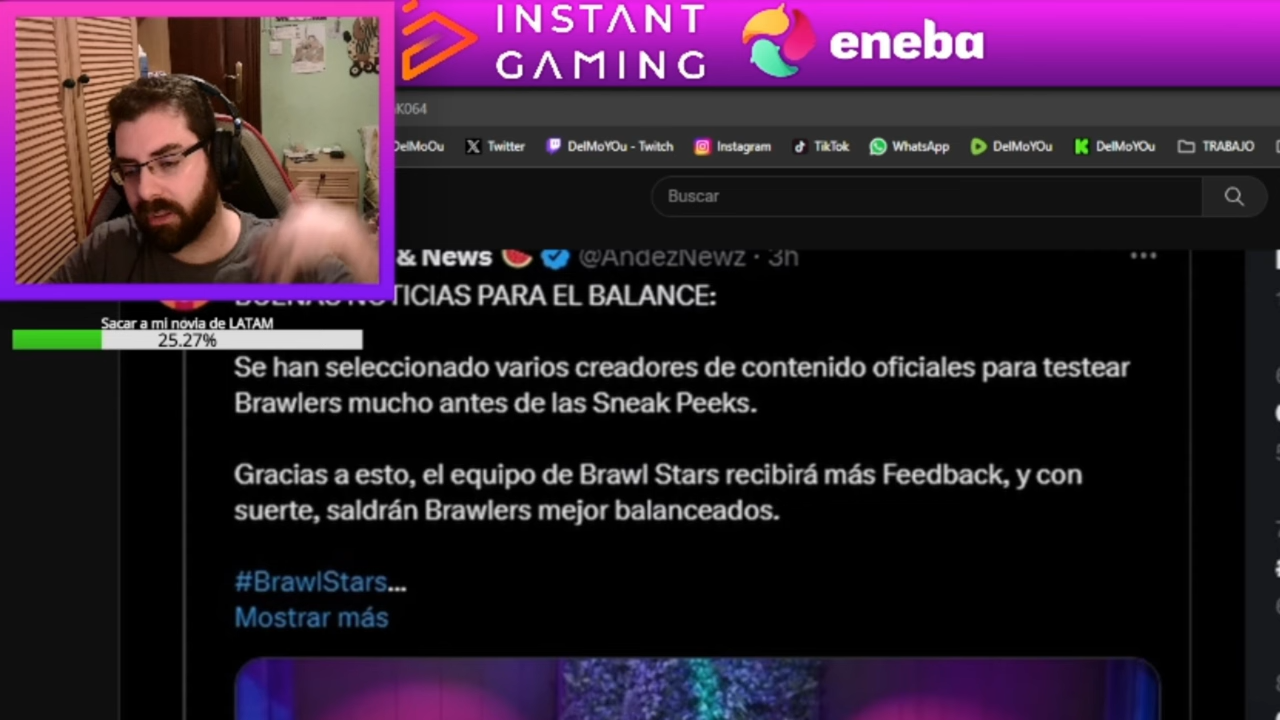 INSTANT
GAMING
eneba
K064
DelMoOu
Twitter
DelMoYOu - Twitch
Instagram
TikTok
WhatsApp
DelMoYOu
DelMoYOu
TRABAJO
Buscar
& News @AndezNewz · 3h
BUENAS NOTICIAS PARA EL BALANCE:
Sacar a mi novia de LATAM
25.27%
Se han seleccionado varios creadores de contenido oficiales para testear
Brawlers mucho antes de las Sneak Peeks.
Gracias a esto, el equipo de Brawl Stars recibirá más Feedback, y con
suerte, saldrán Brawlers mejor balanceados.
#BrawlStars...
Mostrar más